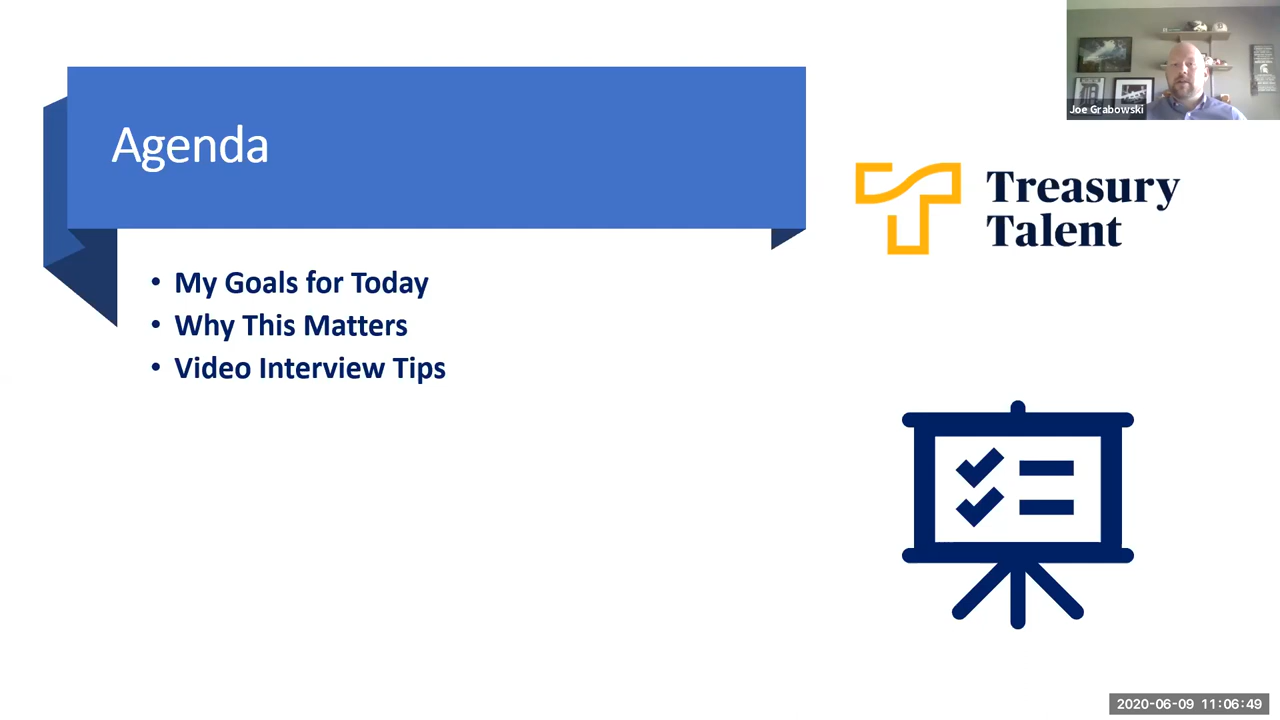 Joe Grabowski
Agenda
Treasury
Talent
• My Goals for Today
• Why This Matters
• Video Interview Tips
2020-06-09 11:06:49